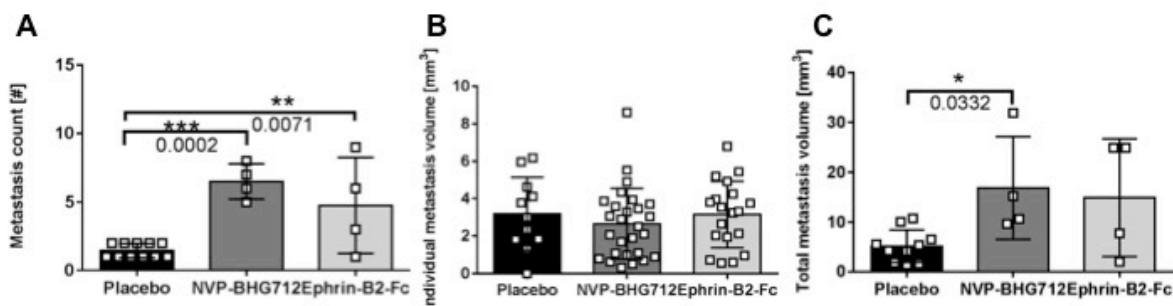 A
Metastasis count [#]
15
10
5
0
***
0.0002
**
0.0071
Placebo NVP-BHG712 Ephrin-B2-Fc
B
ndividual metastasis volume [mm³]
10
8
6
4
2
0
Placebo NVP-BHG712 Ephrin-B2-Fc
C
Total metastasis volume [mm³]
40
30
20
10
0
*
0.0332
Placebo NVP-BHG712 Ephrin-B2-Fc